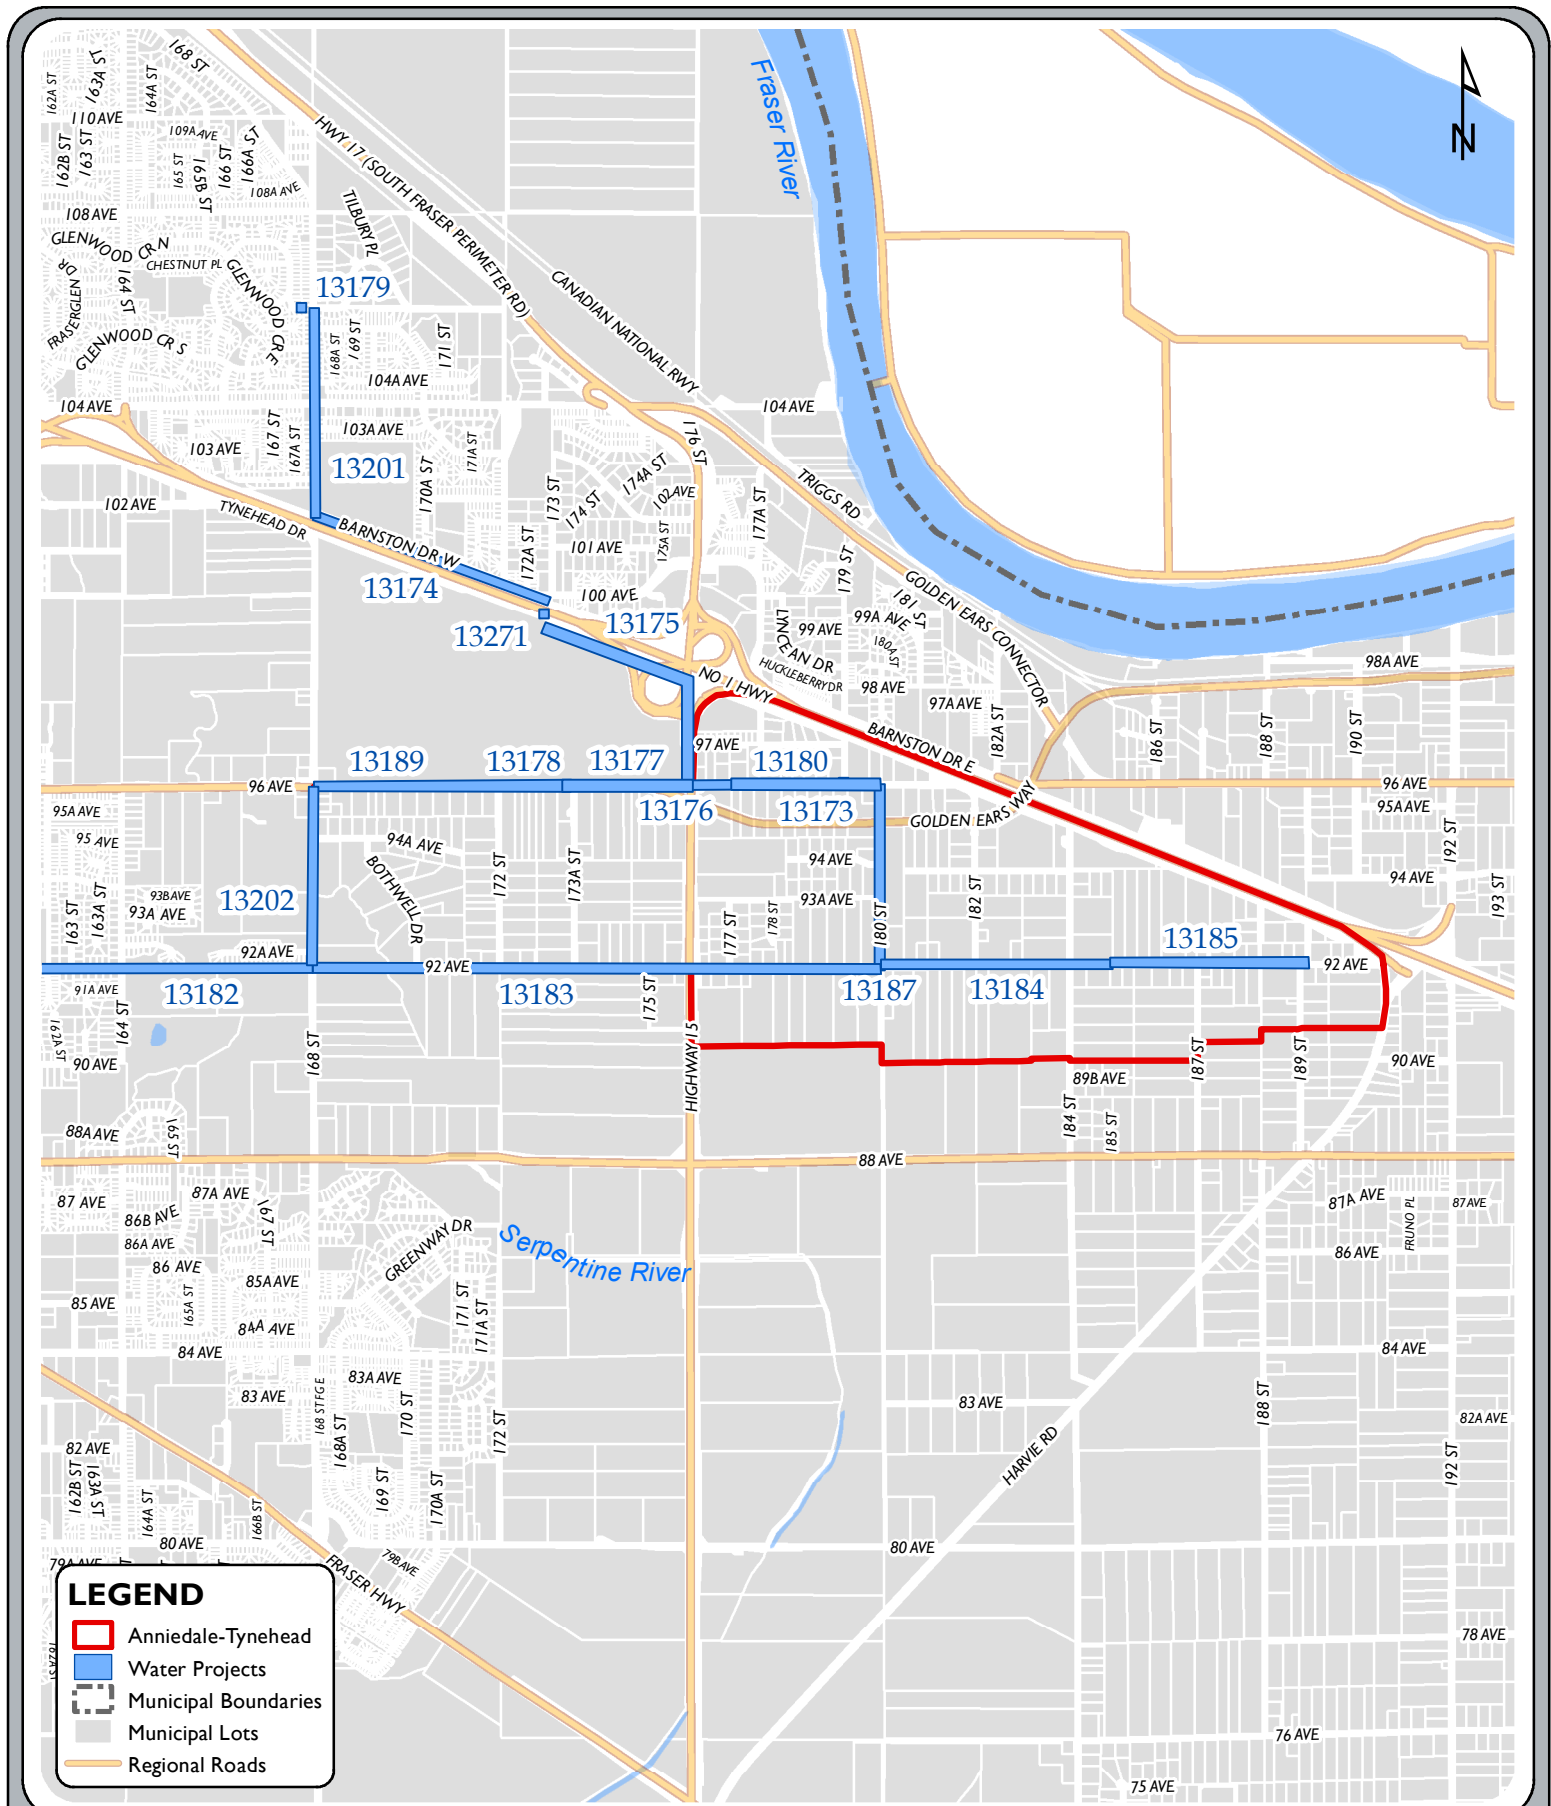 168 ST
163A ST
162A ST
164A ST
110 AVE
109A AVE
162B ST
163 ST
165 ST
165B ST
166 ST
166A ST
108A AVE
108 AVE
HWY 17 (SOUTH FRASER PERIMETER RD)
TILBURY PL
Fraser River
N
GLENWOOD CR N
CHESTNUT PL
GLENWOOD CR E
FRASERGLEN DR
164 ST
GLENWOOD CR S
13179
168A ST
169 ST
171 ST
CANADIAN NATIONAL RWY
104A AVE
104 AVE
104 AVE
103A AVE
103 AVE
167 ST
167A ST
13201
170A ST
171A ST
176 ST
173 ST
174 ST
174A ST
102 AVE
TRIGGS RD
177A ST
102 AVE
TYNEHEAD DR
BARNSTON DR W
172A ST
101 AVE
175A ST
179 ST
13174
100 AVE
13175
13271
GOLDEN EARS CONNECTOR
181 ST
99A AVE
99 AVE
180A ST
LYNCEAN DR
HUCKLEBERRY DR
98 AVE
98A AVE
NO 1 HWY
97A AVE
182A ST
186 ST
188 ST
190 ST
97 AVE
BARNSTON DR E
13189
13178
13177
13180
96 AVE
96 AVE
95A AVE
13176
13173
GOLDEN EARS WAY
95A AVE
95 AVE
94A AVE
94 AVE
192 ST
BOTHWELL DR
172 ST
173A ST
94 AVE
93B AVE
93A AVE
163 ST
163A ST
13202
93A AVE
177 ST
178 ST
180 ST
182 ST
193 ST
92A AVE
92 AVE
13185
92 AVE
91A AVE
13182
13183
13187
13184
175 ST
162A ST
164 ST
90 AVE
168 ST
HIGHWAY 15
187 ST
189 ST
90 AVE
89B AVE
184 ST
185 ST
88A AVE
165 ST
88 AVE
87 AVE
87A AVE
86B AVE
167 ST
86A AVE
86 AVE
GREENWAY DR
Serpentine River
87A AVE
FRUNO PL
87 AVE
86 AVE
85A AVE
85 AVE
165A ST
84A AVE
171 ST
171A ST
84 AVE
84 AVE
83A AVE
83 AVE
168 ST FG E
168A ST
170 ST
172 ST
83 AVE
188 ST
82A AVE
82 AVE
162B ST
163A ST
169 ST
170A ST
HARVIE RD
192 ST
164A ST
166B ST
80 AVE
80 AVE
79A AVE
79B AVE
FRASER HWY
162A ST
78 AVE
76 AVE
75 AVE
LEGEND
Anniedale-Tynehead
Water Projects
Municipal Boundaries
Municipal Lots
Regional Roads